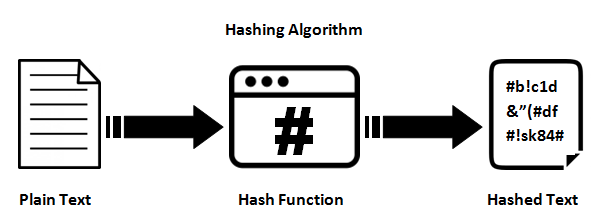 Hashing Algorithm
#
#b!c1d
&”(#df
#!sk84#
Plain Text
Hash Function
Hashed Text